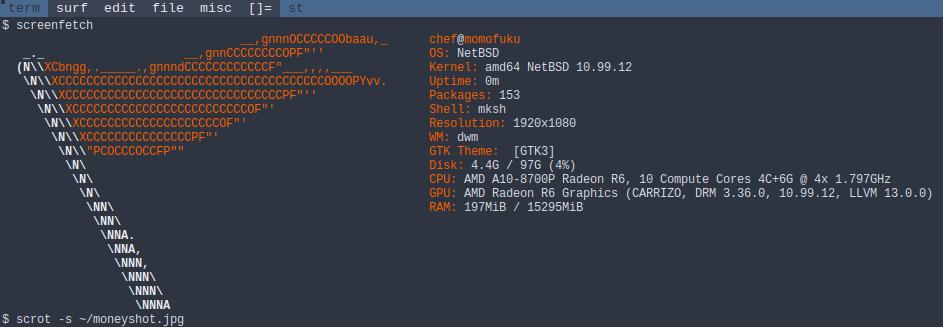 term surf edit file misc []= st
$ screenfetch
__,gnnnOCCCCCOObaau,_ chef@momofuku
_._ __,gnnCCCCCCCCOPF"'' OS: NetBSD
(N\\XCbngg,._____.,gnnndCCCCCCCCCCCCF"___,,,,___ Kernel: amd64 NetBSD 10.99.12
\N\\XCCCCCCCCCCCCCCCCCCCCCCCCCCCCCCCCCCCCCCOOOOPYvv. Uptime: 0m
\N\\XCCCCCCCCCCCCCCCCCCCCCCCCCCCCCCCPF"'' Packages: 153
\N\\XCCCCCCCCCCCCCCCCCCCCCCCCCOF"' Shell: mksh
\N\\XCCCCCCCCCCCCCCCCCCCCOF"' Resolution: 1920x1080
\N\\XCCCCCCCCCCCCCCCPF"' WM: dwm
\N\\"PCOCCCOCCFP"" GTK Theme: [GTK3]
\N\ Disk: 4.4G / 97G (4%)
\N\ CPU: AMD A10-8700P Radeon R6, 10 Compute Cores 4C+6G @ 4x 1.797GHz
\N\ GPU: AMD Radeon R6 Graphics (CARRIZO, DRM 3.36.0, 10.99.12, LLVM 13.0.0)
\NN\ RAM: 197MiB / 15295MiB
\NN\
\NNA.
\NNA,
\NNN,
\NNN\
\NNN\
\NNNA
$ scrot -s ~/moneyshot.jpg